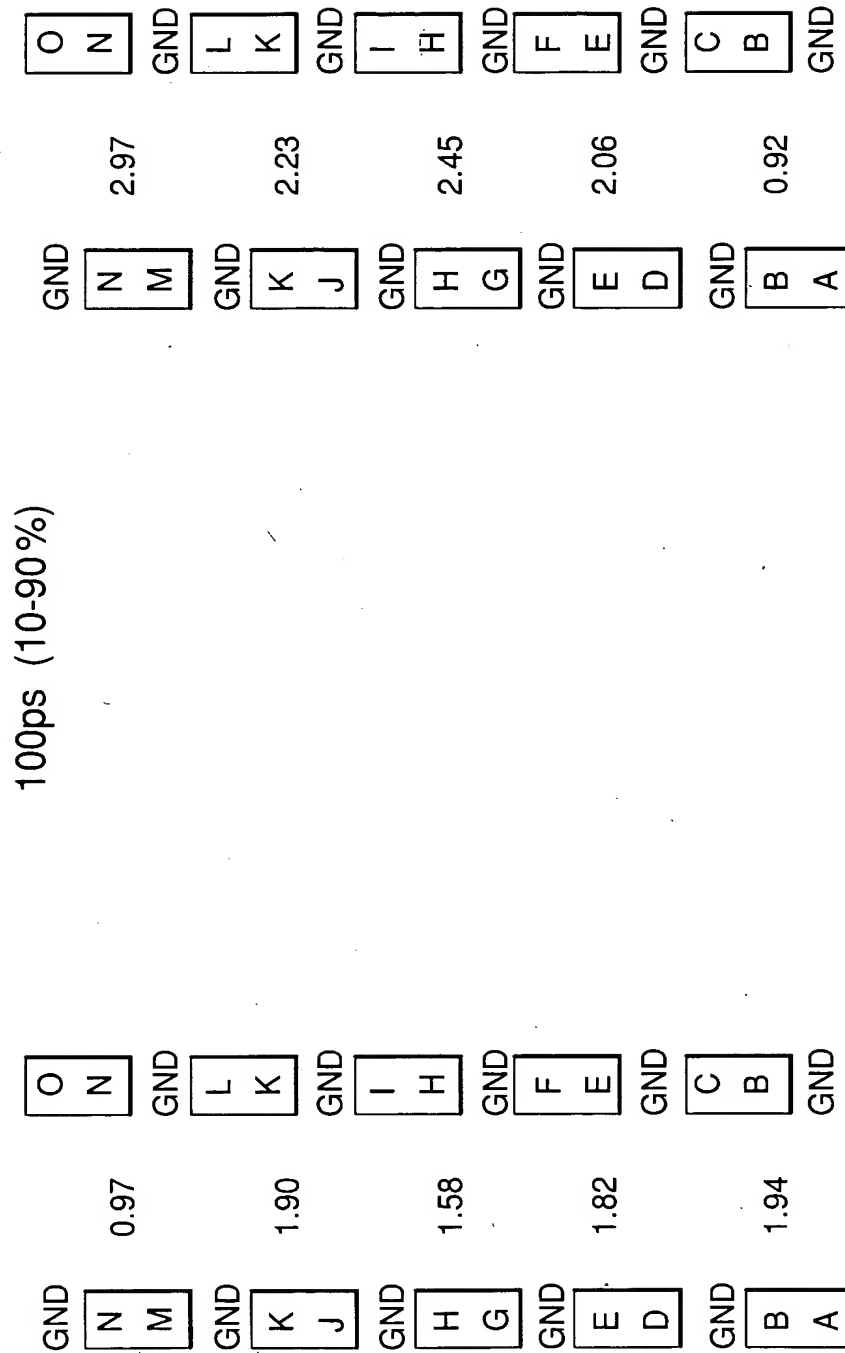 100ps (10-90%)
O O
GND GND
N 0.97 N N 2.97 N
M M
GND GND
GND L GND L
K 1.90 K K 2.23 K
J GND J GND
GND I GND I
H 1.58 H H 2.45 H
G GND G GND
GND F GND F
E 1.82 E E 2.06 E
D GND D GND
GND C GND C
B 1.94 B B 0.92 B
A GND A GND